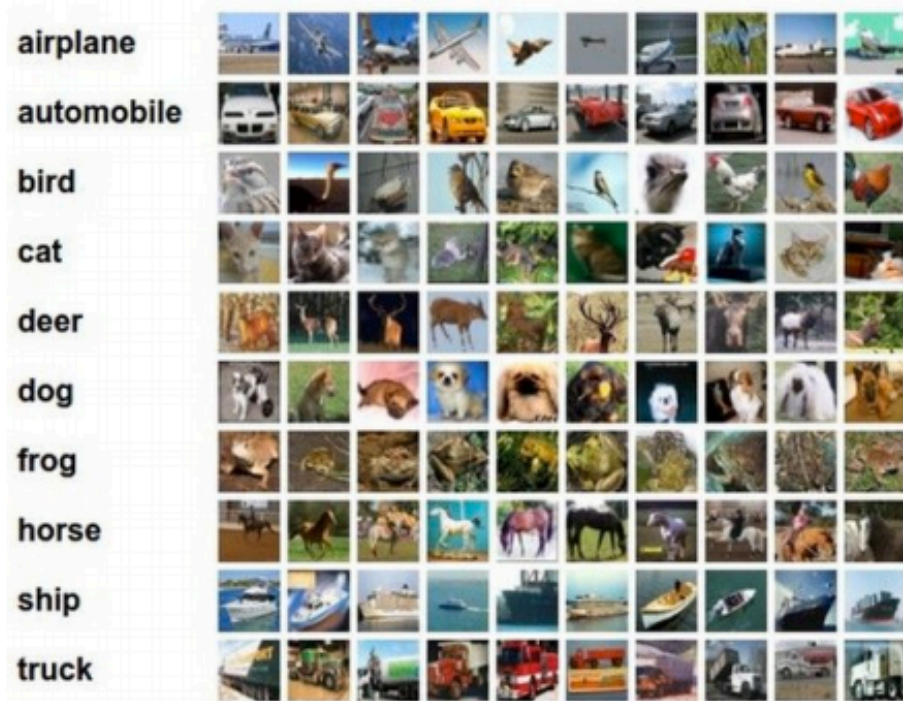 airplane
automobile
bird
cat
deer
dog
frog
horse
ship
truck